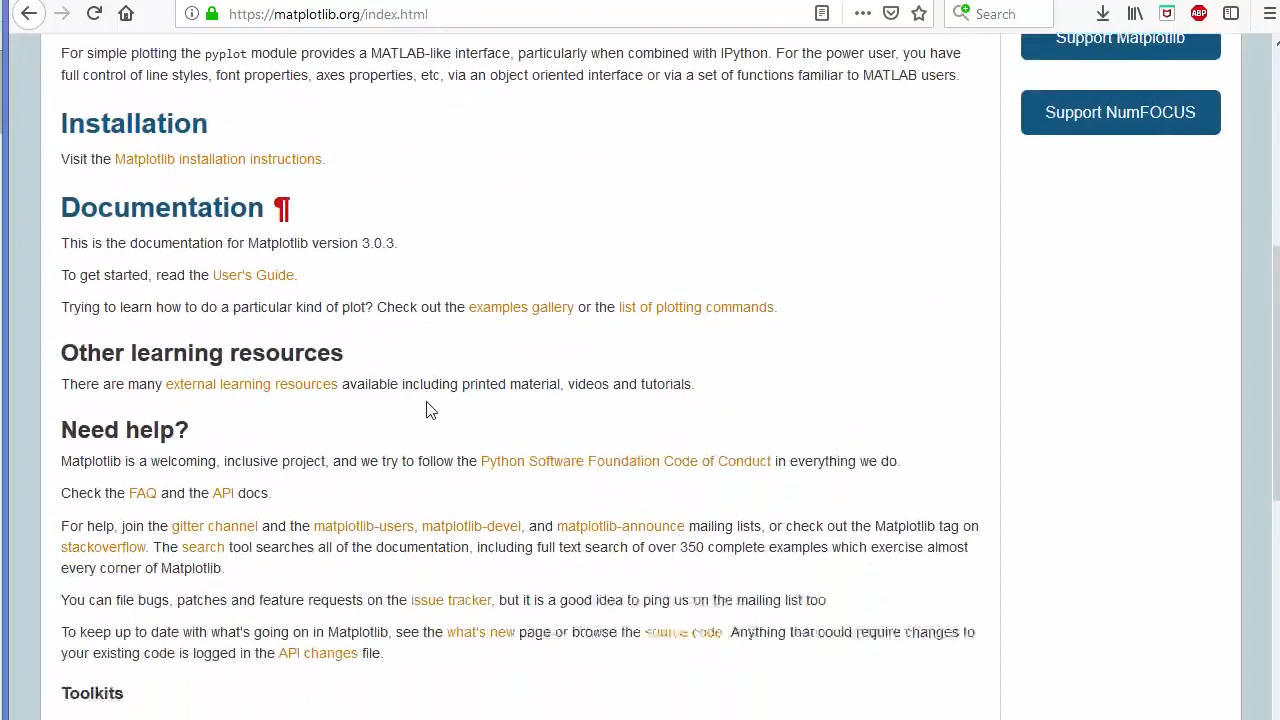 https://matplotlib.org/index.html
Search
ABP
For simple plotting the pyplot module provides a MATLAB-like interface, particularly when combined with IPython. For the power user, you have
full control of line styles, font properties, axes properties, etc, via an object oriented interface or via a set of functions familiar to MATLAB users.
Support Matplotlib
Support NumFOCUS
Installation
Visit the Matplotlib installation instructions.
Documentation ¶
This is the documentation for Matplotlib version 3.0.3.
To get started, read the User's Guide.
Trying to learn how to do a particular kind of plot? Check out the examples gallery or the list of plotting commands.
Other learning resources
There are many external learning resources available including printed material, videos and tutorials.
Need help?
Matplotlib is a welcoming, inclusive project, and we try to follow the Python Software Foundation Code of Conduct in everything we do.
Check the FAQ and the API docs.
For help, join the gitter channel and the matplotlib-users, matplotlib-devel, and matplotlib-announce mailing lists, or check out the Matplotlib tag on
stackoverflow. The search tool searches all of the documentation, including full text search of over 350 complete examples which exercise almost
every corner of Matplotlib.
You can file bugs, patches and feature requests on the issue tracker, but it is a good idea to ping us on the mailing list too
To keep up to date with what's going on in Matplotlib, see the what's new page or browse the source code. Anything that could require changes to
your existing code is logged in the API changes file.
Toolkits